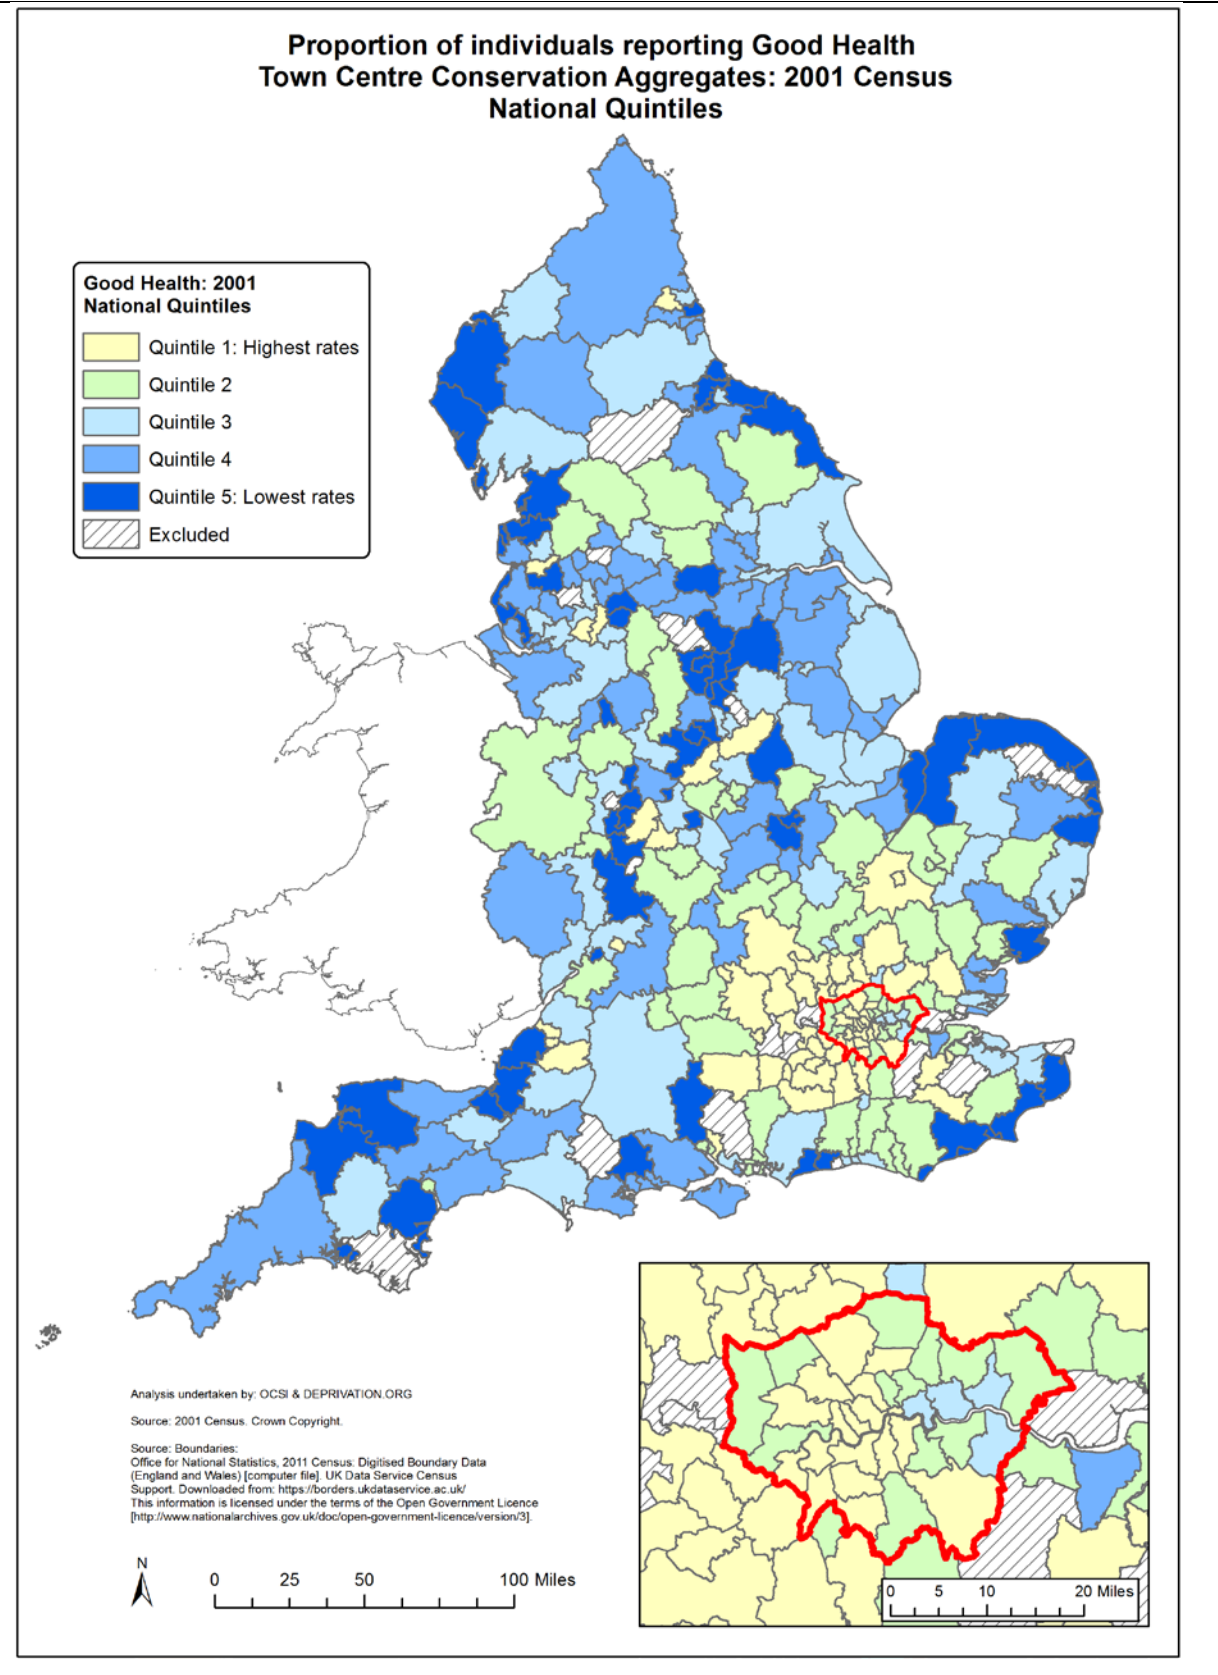 Proportion of individuals reporting Good Health
Town Centre Conservation Aggregates: 2001 Census
National Quintiles
Good Health: 2001
National Quintiles
Quintile 1: Highest rates
Quintile 2
Quintile 3
Quintile 4
Quintile 5: Lowest rates
Excluded
Analysis undertaken by: OCSI & DEPRIVATION.ORG
Source: 2001 Census. Crown Copyright.
Source: Boundaries:
Office for National Statistics, 2011 Census: Digitised Boundary Data
(England and Wales) [computer file]. UK Data Service Census
Support. Downloaded from: https://borders.ukdataservice.ac.uk/
This information is licensed under the terms of the Open Government Licence
[http://www.nationalarchives.gov.uk/doc/open-government-licence/version/3].
N
0 25 50 100 Miles
0 5 10 20 Miles